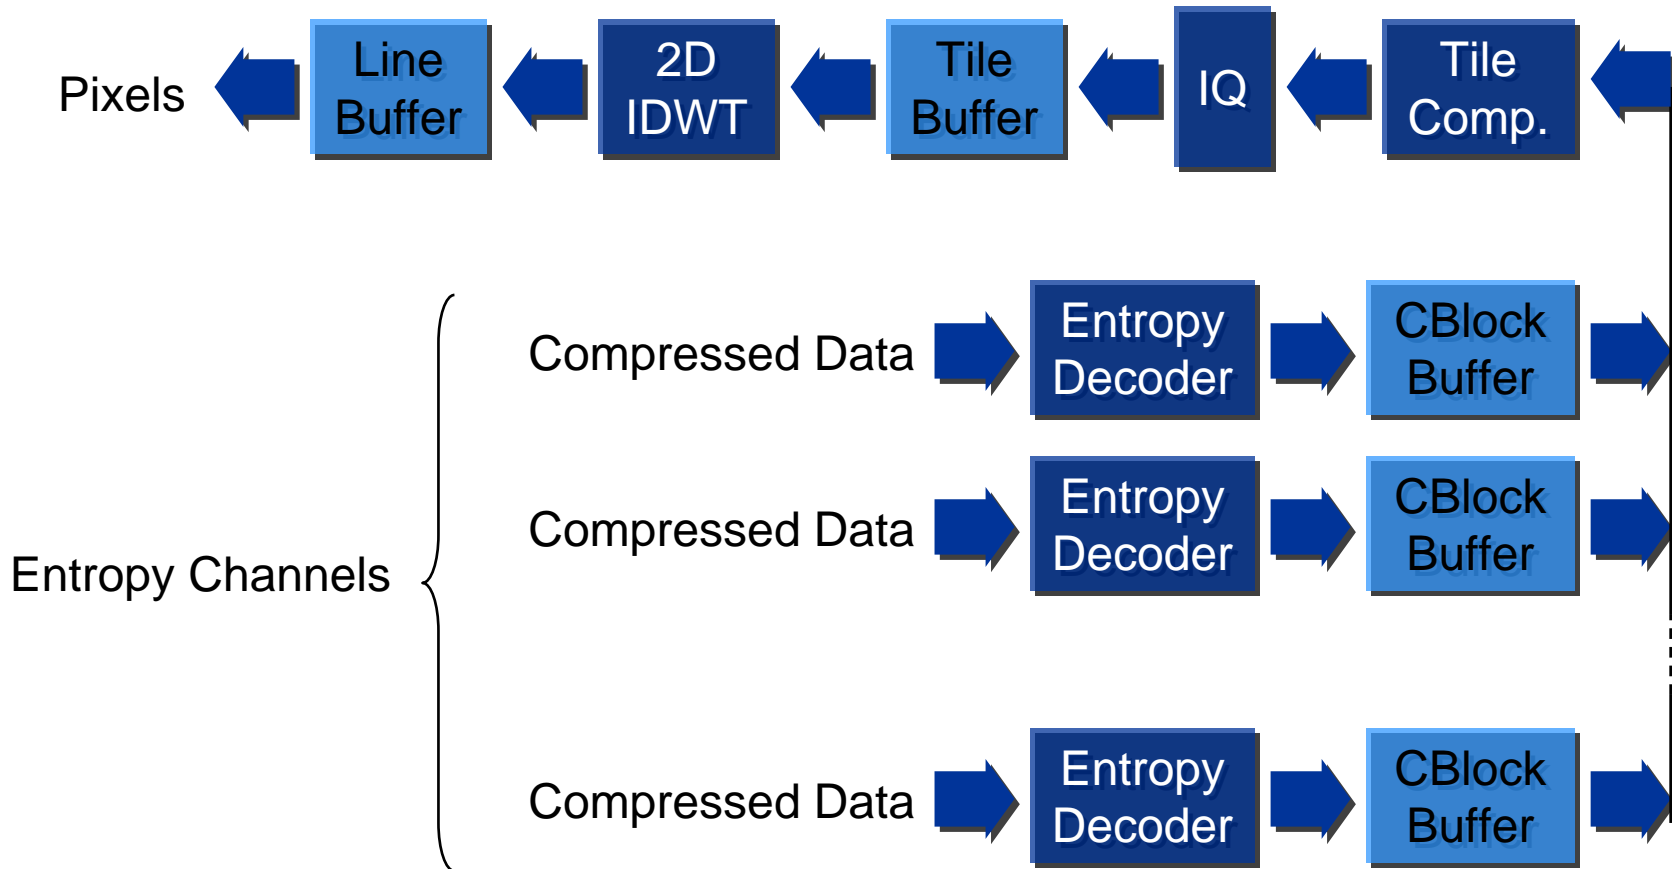 Pixels
Line
Buffer
2D
IDWT
Tile
Buffer
IQ
Tile
Comp.
Entropy Channels
Compressed Data
Entropy
Decoder
CBlock
Buffer
Compressed Data
Entropy
Decoder
CBlock
Buffer
Compressed Data
Entropy
Decoder
CBlock
Buffer